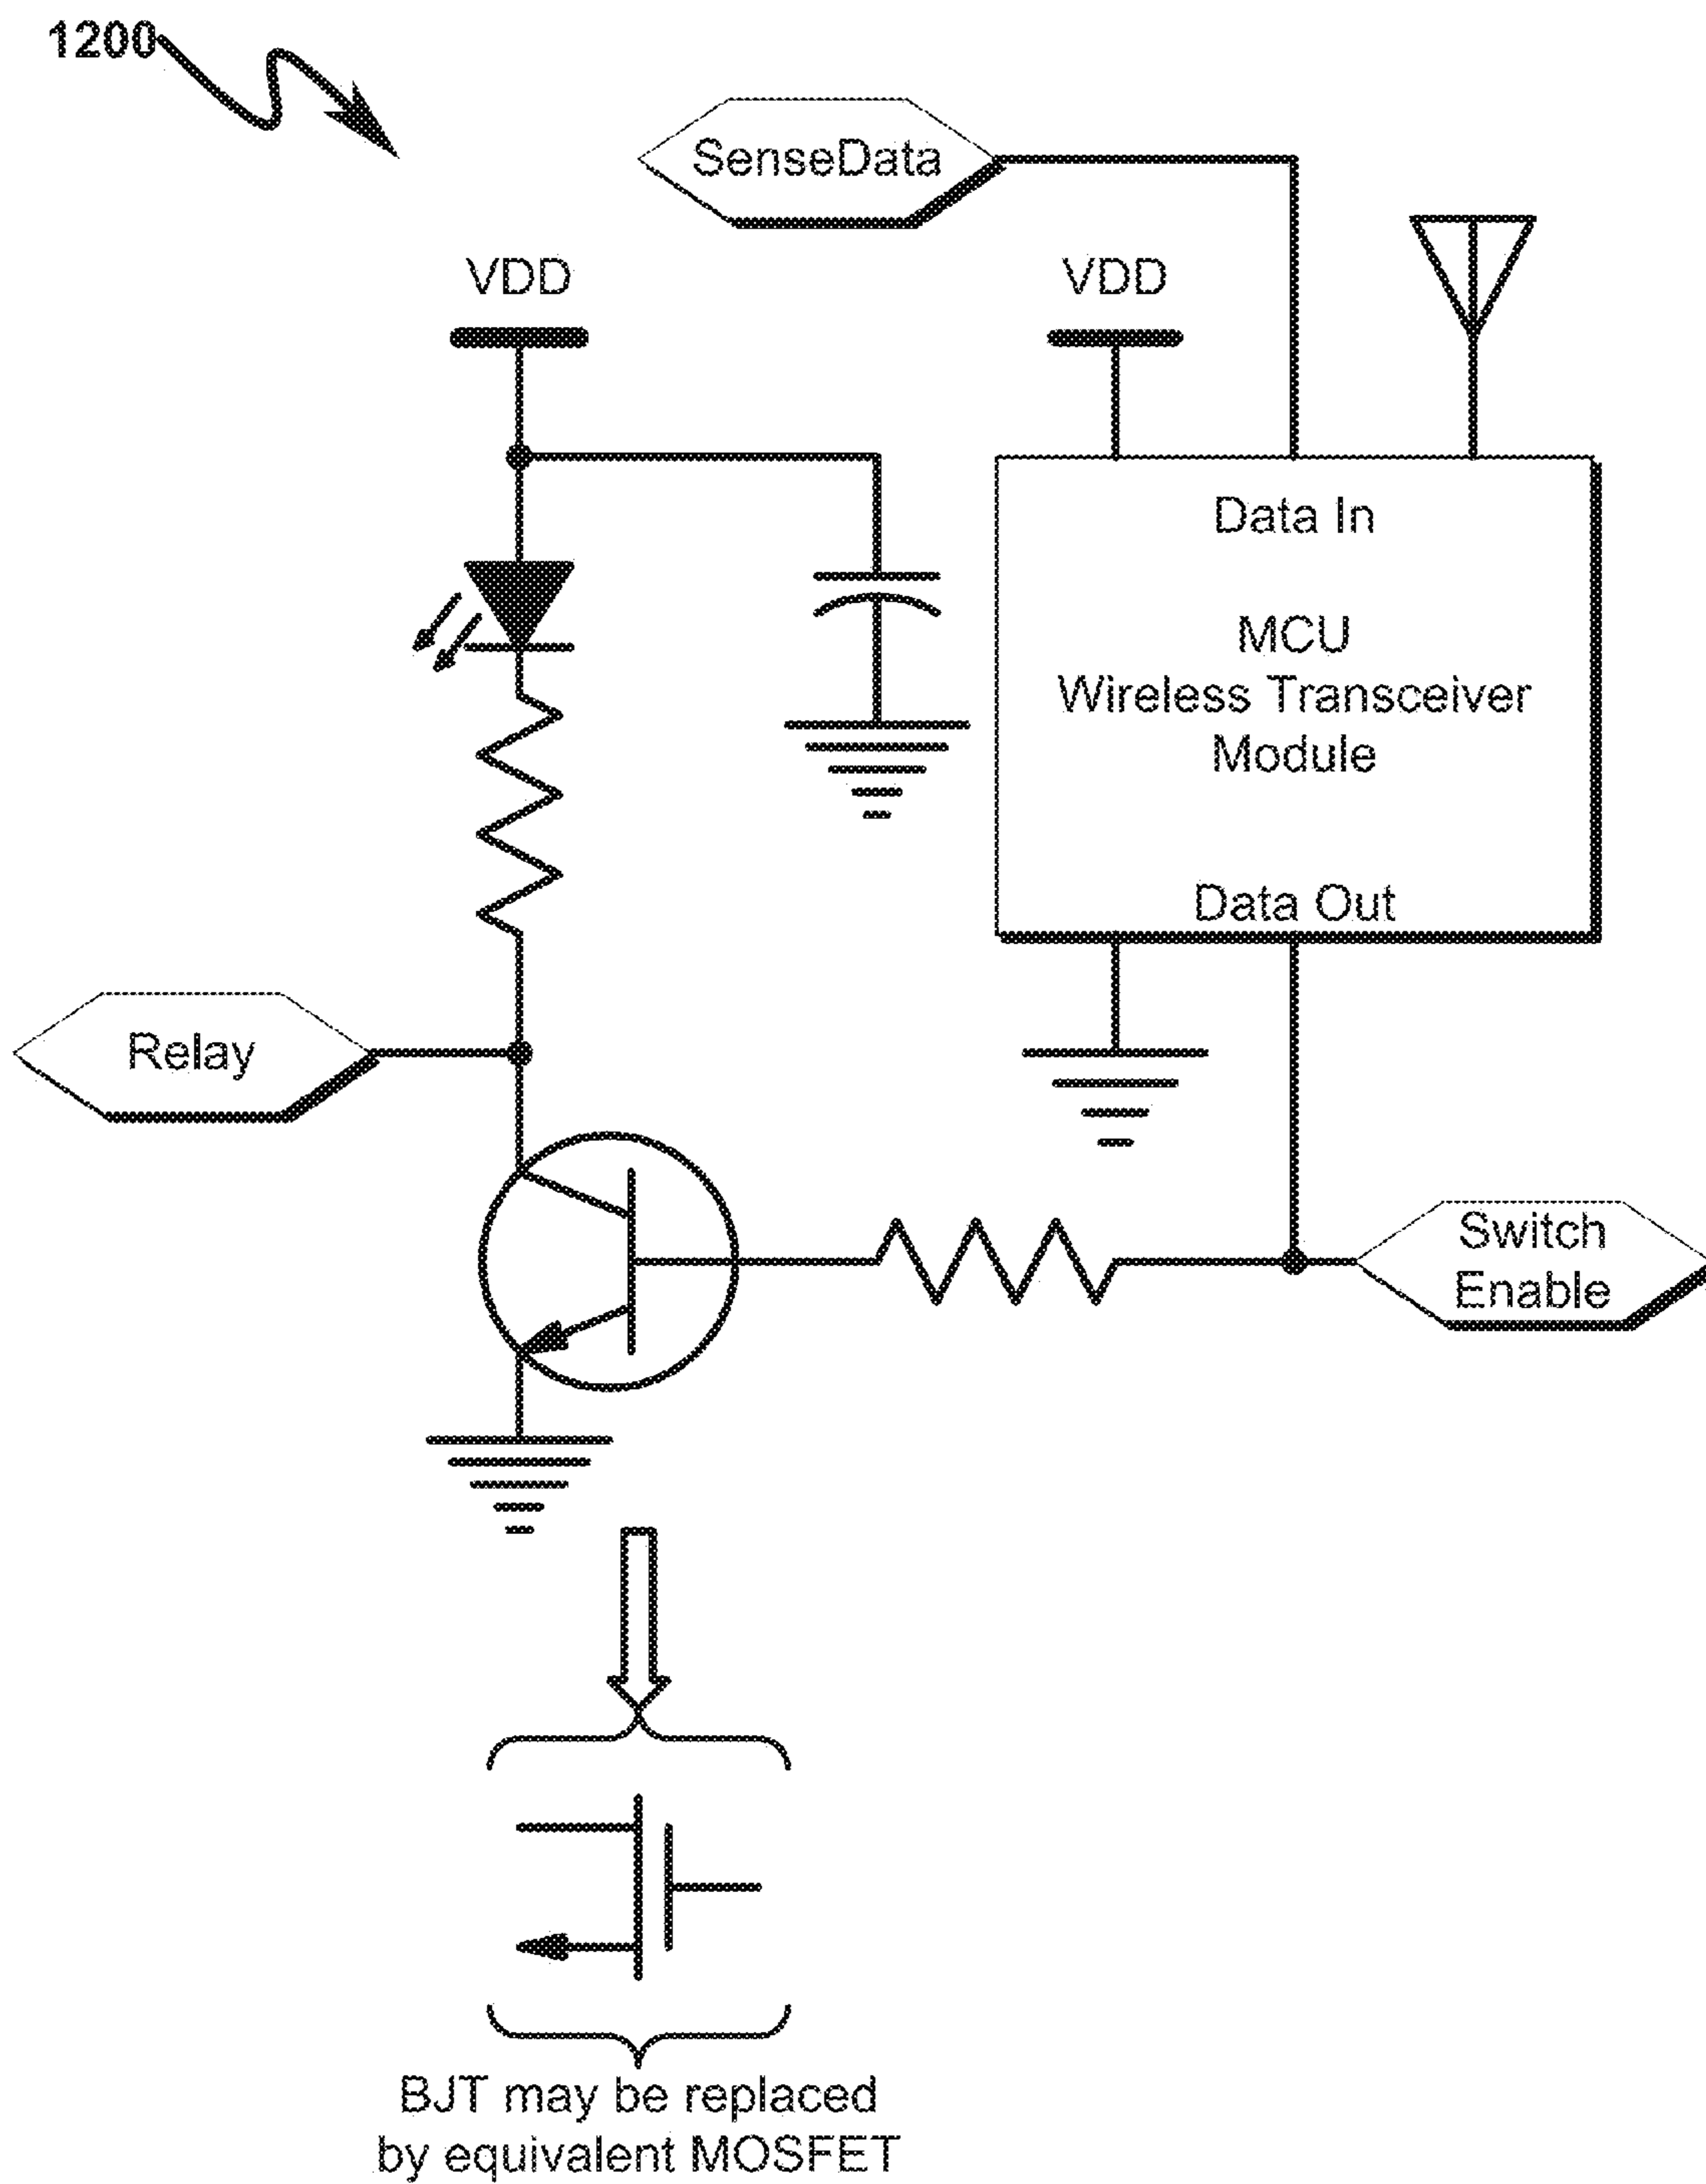 1200
SenseData
VDD
VDD
Data In
MCU
Wireless Transceiver
Module
Data Out
Relay
Switch
Enable
BJT may be replaced
by equivalent MOSFET